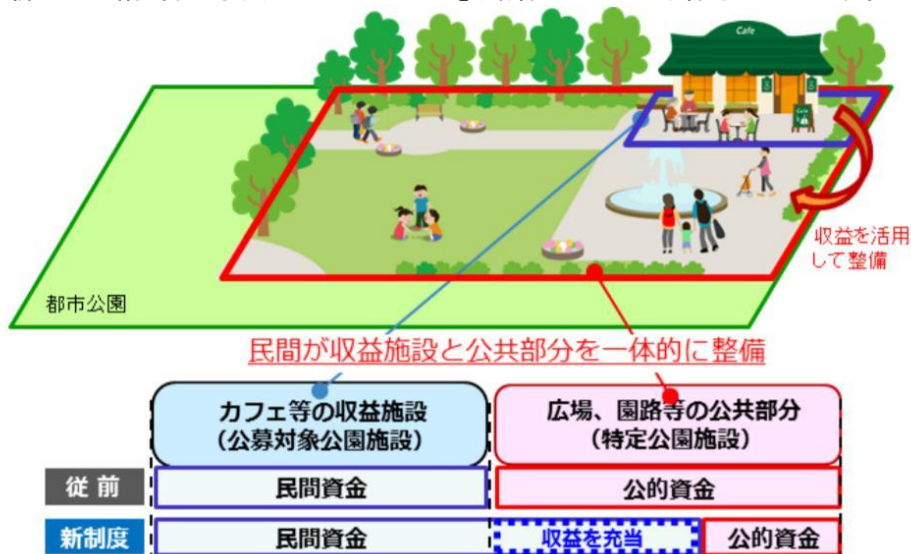 Cafe
Cafe
収益を活用
して整備
都市公園
民間が収益施設と公共部分を一体的に整備
カフェ等の収益施設
(公募対象公園施設)
広場、園路等の公共部分
(特定公園施設)
従前
民間資金
公的資金
新制度
民間資金
収益を充当
公的資金